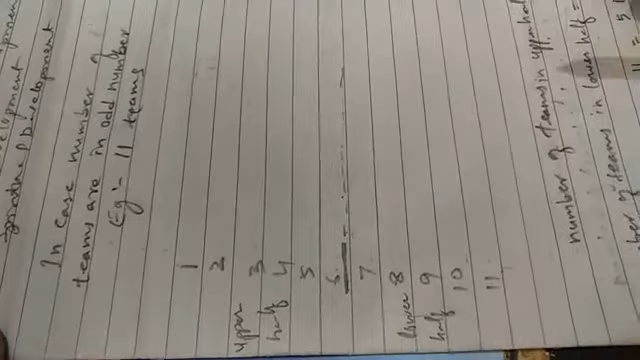 In case number of
teams are in odd number
Eg :- 11 teams
1
2
upper 3
half 4
5
6
7
lower 8
half 9
10
11
number of teams in upper half
ber of teams in lower half =